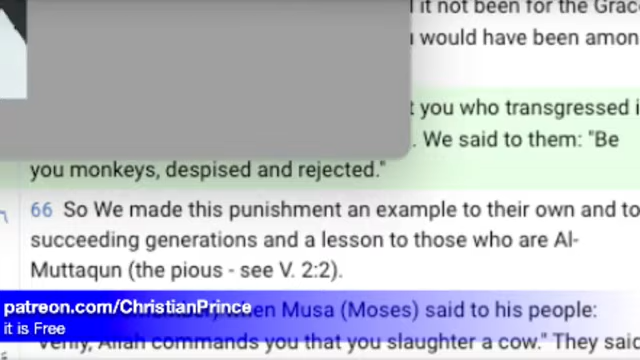 it not been for the Grac
would have been amon
t you who transgressed i
. We said to them: "Be
you monkeys, despised and rejected."
66 So We made this punishment an example to their own and to
succeeding generations and a lesson to those who are Al-
Muttaqun (the pious - see V. 2:2).
patreon.com/ChristianPrince when Musa (Moses) said to his people:
it is Free
Verily, Allah commands you that you slaughter a cow." They said